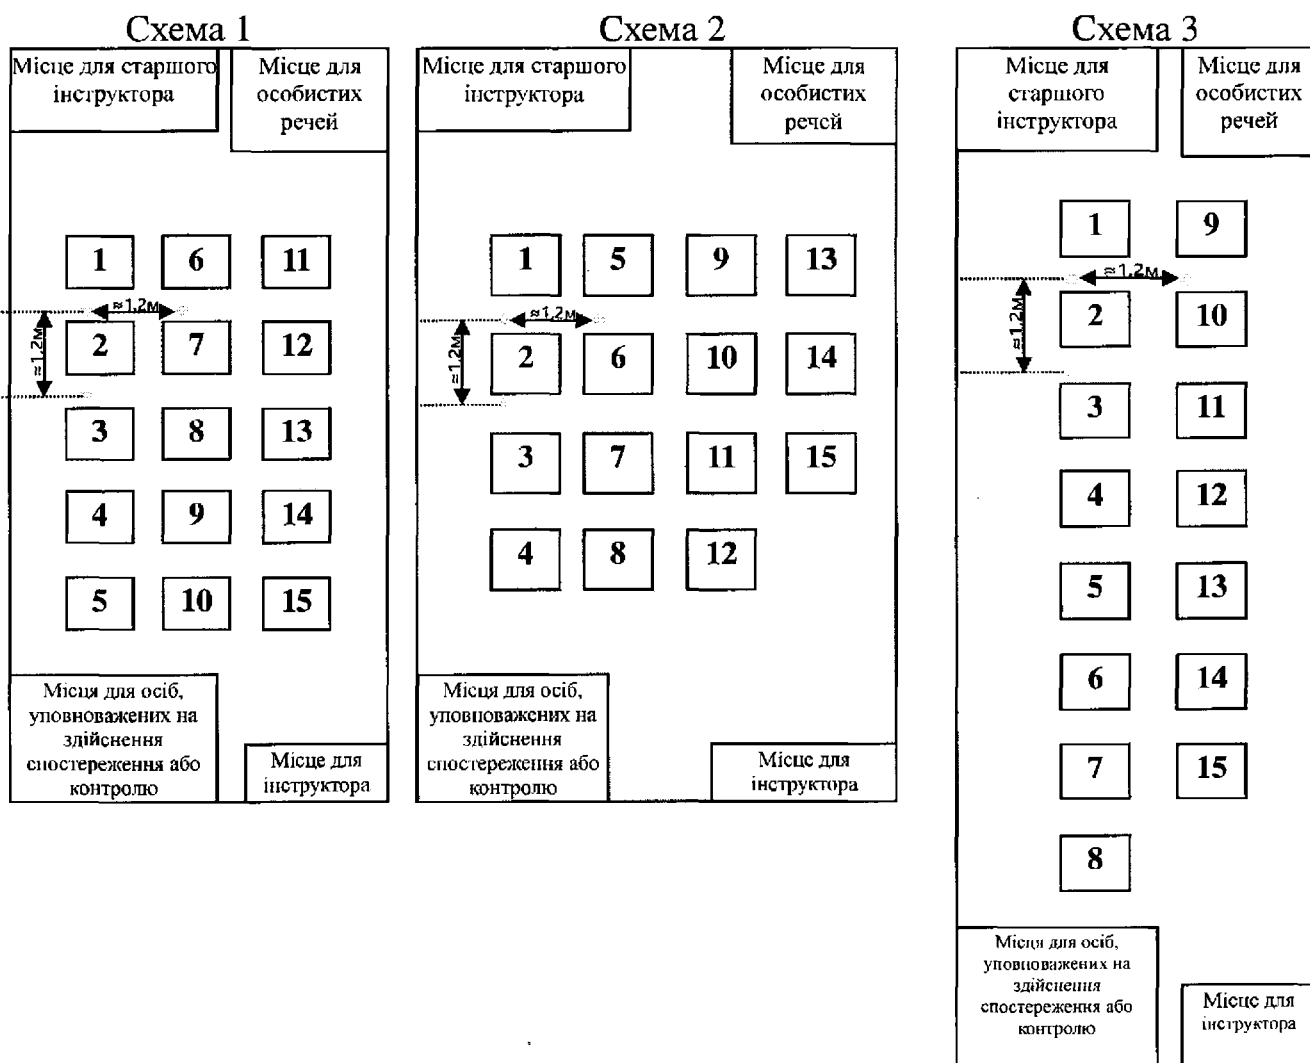 Схема 1
Місце для старшого
інструктора
Місце для
особистих
речей
1 6 11
≈1,2м
≈1,2м
2 7 12
3 8 13
4 9 14
5 10 15
Місця для осіб,
уповноважених на
здійснення
спостереження або
контролю
Місце для
інструктора
Схема 2
Місце для старшого
інструктора
Місце для
особистих
речей
1 5 9 13
≈1,2м
≈1,2м
2 6 10 14
3 7 11 15
4 8 12
Місця для осіб,
уповноважених на
здійснення
спостереження або
контролю
Місце для
інструктора
Схема 3
Місце для
старшого
інструктора
Місце для
особистих
речей
1 9
≈1,2м
≈1,2м
2 10
3 11
4 12
5 13
6 14
7 15
8
Місця для осіб,
уповноважених на
здійснення
спостереження або
контролю
Місце для
інструктора